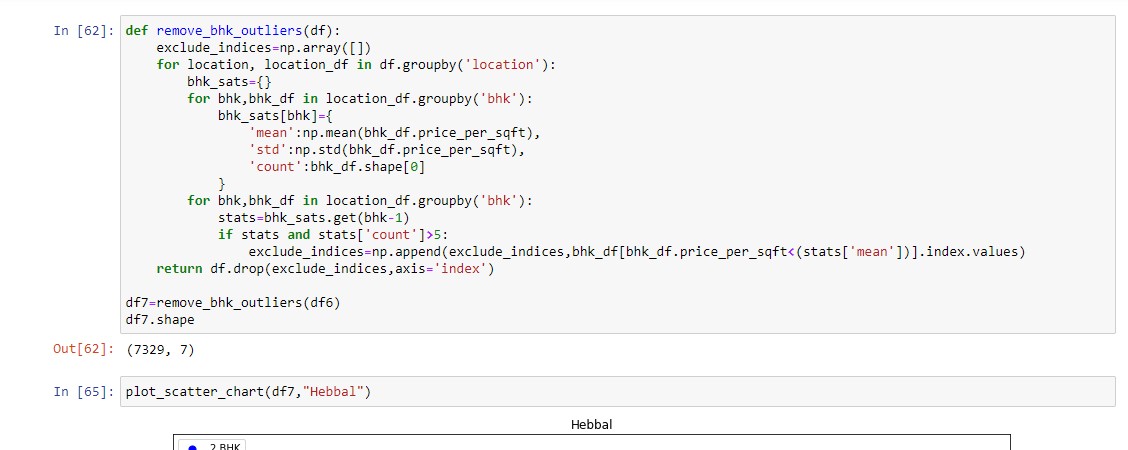 In [62]: def remove_bhk_outliers(df):
    exclude_indices=np.array([])
    for location, location_df in df.groupby('location'):
        bhk_sats={}
        for bhk,bhk_df in location_df.groupby('bhk'):
            bhk_sats[bhk]={
                'mean':np.mean(bhk_df.price_per_sqft),
                'std':np.std(bhk_df.price_per_sqft),
                'count':bhk_df.shape[0]
            }
        for bhk,bhk_df in location_df.groupby('bhk'):
            stats=bhk_sats.get(bhk-1)
            if stats and stats['count']>5:
                exclude_indices=np.append(exclude_indices,bhk_df[bhk_df.price_per_sqft<(stats['mean'])].index.values)
    return df.drop(exclude_indices,axis='index')
df7=remove_bhk_outliers(df6)
df7.shape
Out[62]: (7329, 7)
In [65]: plot_scatter_chart(df7,"Hebbal")
Hebbal
2 BHK